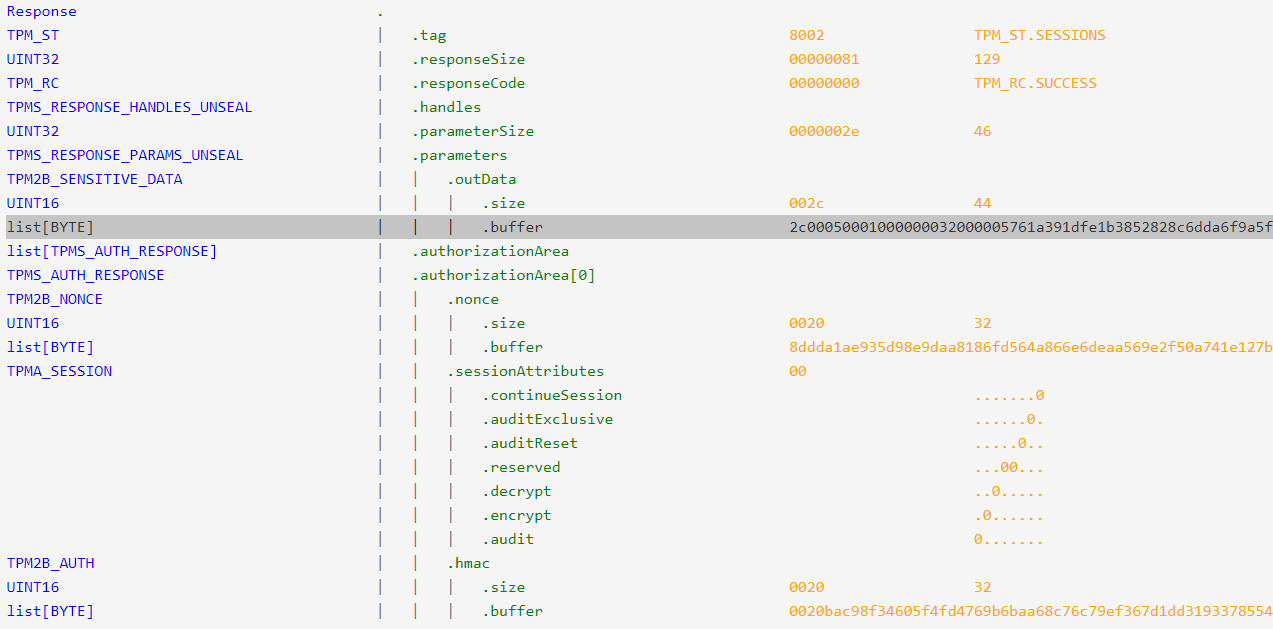 Response .
TPM_ST | .tag 8002 TPM_ST.SESSIONS
UINT32 | .responseSize 00000081 129
TPM_RC | .responseCode 00000000 TPM_RC.SUCCESS
TPMS_RESPONSE_HANDLES_UNSEAL | .handles
UINT32 | .parameterSize 0000002e 46
TPMS_RESPONSE_PARAMS_UNSEAL | .parameters
TPM2B_SENSITIVE_DATA | | .outData
UINT16 | | | .size 002c 44
list[BYTE] | | | .buffer 2c0005000100000032000005761a391dfe1b3852828c6dda6f9a5f
list[TPMS_AUTH_RESPONSE] | .authorizationArea
TPMS_AUTH_RESPONSE | .authorizationArea[0]
TPM2B_NONCE | | .nonce
UINT16 | | | .size 0020 32
list[BYTE] | | | .buffer 8ddda1ae935d98e9daa8186fd564a866e6deaa569e2f50a741e127b
TPMA_SESSION | | .sessionAttributes 00
| | | .continueSession .......0
| | | .auditExclusive ......0.
| | | .auditReset .....0..
| | | .reserved ...00...
| | | .decrypt ..0.....
| | | .encrypt .0......
| | | .audit 0.......
TPM2B_AUTH | | .hmac
UINT16 | | | .size 0020 32
list[BYTE] | | | .buffer 0020bac98f34605f4fd4769b6baa68c76c79ef367d1dd3193378554